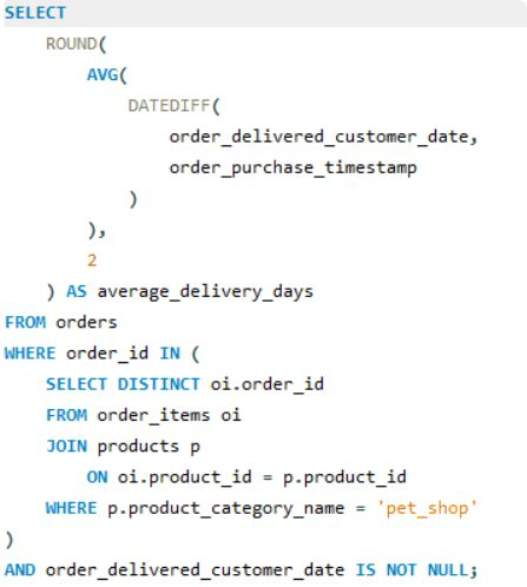 SELECT
    ROUND(
        AVG(
            DATEDIFF(
                order_delivered_customer_date,
                order_purchase_timestamp
            )
        ),
        2
    ) AS average_delivery_days
FROM orders
WHERE order_id IN (
    SELECT DISTINCT oi.order_id
    FROM order_items oi
    JOIN products p
        ON oi.product_id = p.product_id
    WHERE p.product_category_name = 'pet_shop'
)
AND order_delivered_customer_date IS NOT NULL;